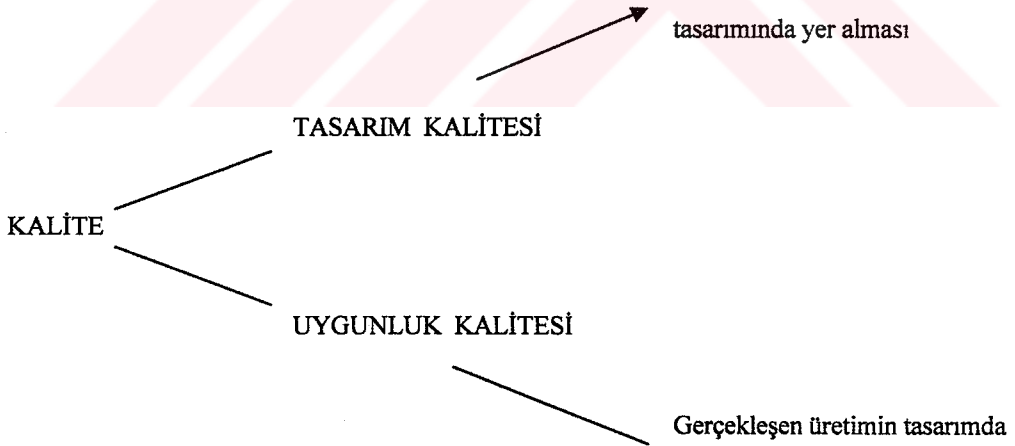 tasarımında yer alması
TASARIM KALİTESİ
KALİTE
UYGUNLUK KALİTESİ
Gerçekleşen üretimin tasarımda